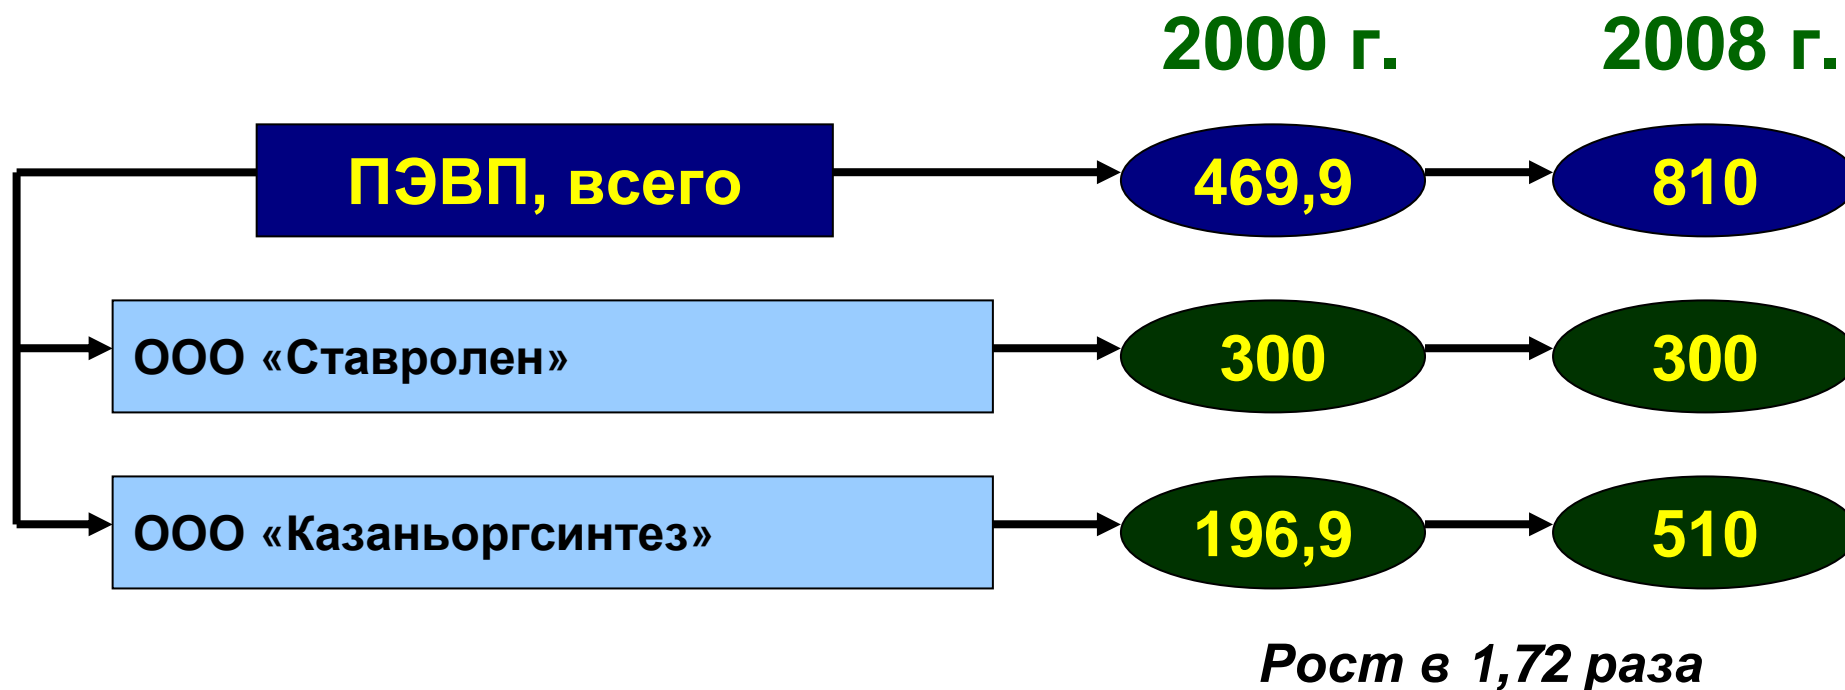 2000 г. 2008 г.
ПЭВП, всего 469,9 810
ООО «Ставролен» 300 300
ООО «Казаньоргсинтез» 196,9 510
Рост в 1,72 раза